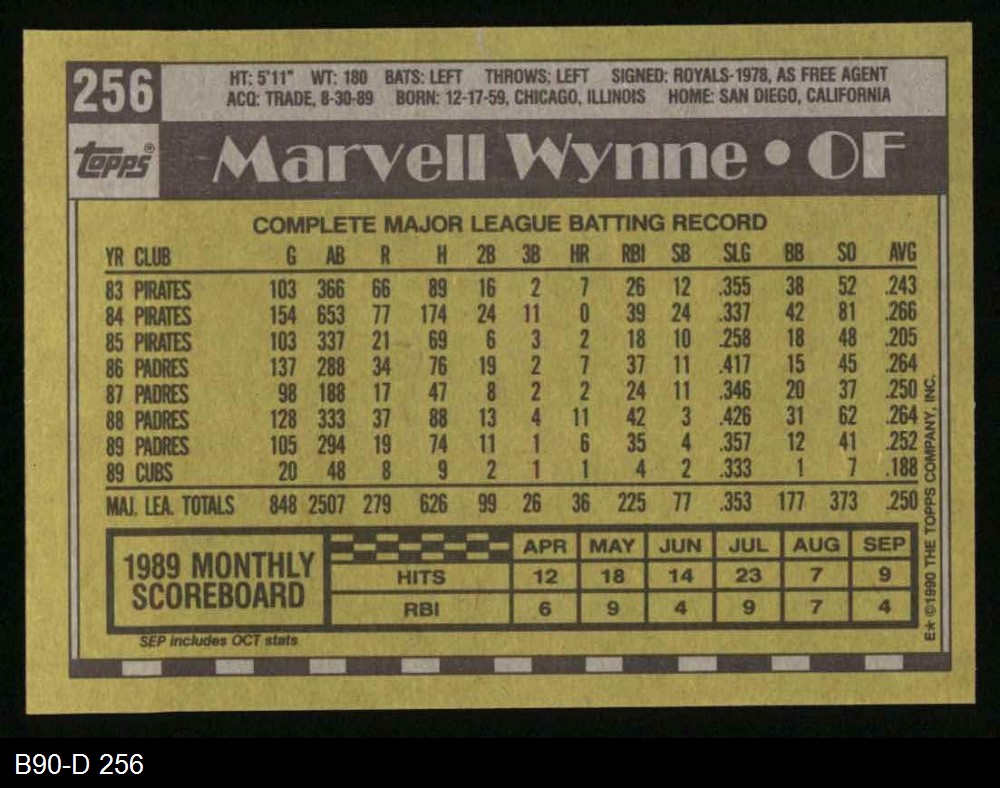 256
HT: 5'11" WT: 180 BATS: LEFT THROWS: LEFT SIGNED: ROYALS-1978, AS FREE AGENT
ACQ: TRADE, 8-30-89 BORN: 12-17-59, CHICAGO, ILLINOIS HOME: SAN DIEGO, CALIFORNIA
topps®
Marvell Wynne • OF
COMPLETE MAJOR LEAGUE BATTING RECORD
YR CLUB G AB R H 2B 3B HR RBI SB SLG BB SO AVG
83 PIRATES 103 366 66 89 16 2 7 26 12 .355 38 52 .243
84 PIRATES 154 653 77 174 24 11 0 39 24 .337 42 81 .266
85 PIRATES 103 337 21 69 6 3 2 18 10 .258 18 48 .205
86 PADRES 137 288 34 76 19 2 7 37 11 .417 15 45 .264
87 PADRES 98 188 17 47 8 2 2 24 11 .346 20 37 .250
88 PADRES 128 333 37 88 13 4 11 42 3 .426 31 62 .264
89 PADRES 105 294 19 74 11 1 6 35 4 .357 12 41 .252
89 CUBS 20 48 8 9 2 1 1 4 2 .333 1 7 .188
MAJ. LEA. TOTALS 848 2507 279 626 99 26 36 225 77 .353 177 373 .250
1989 MONTHLY
SCOREBOARD
APR MAY JUN JUL AUG SEP
HITS 12 18 14 23 7 9
RBI 6 9 4 9 7 4
SEP includes OCT stats
E* ©1990 THE TOPPS COMPANY, INC.
B90-D 256